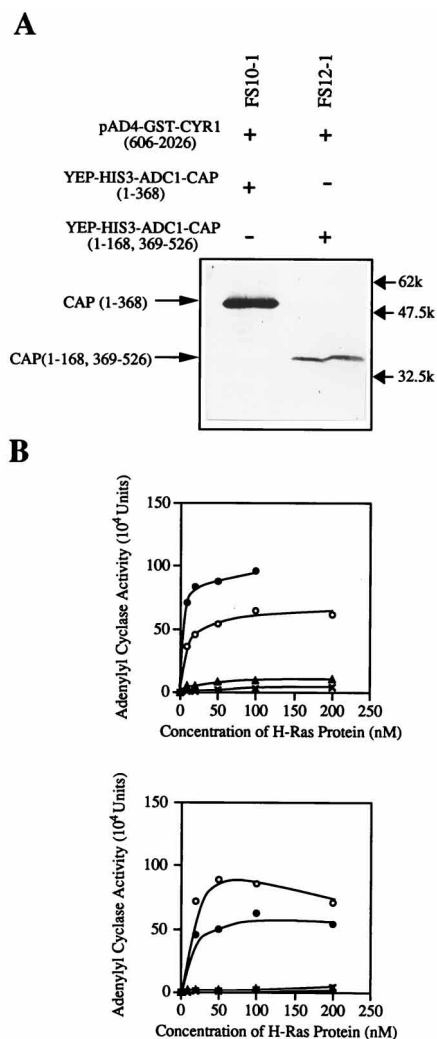 A
FS10-1
FS12-1
pAD4-GST-CYR1
(606-2026)
+ +
YEP-HIS3-ADC1-CAP
(1-368)
+ -
YEP-HIS3-ADC1-CAP
(1-168, 369-526)
- +
62k
CAP (1-368)
47.5k
CAP(1-168, 369-526)
32.5k
B
Adenylyl Cyclase Activity (10⁴ Units)
150
100
50
0
0 50 100 150 200 250
Concentration of H-Ras Protein (nM)
Adenylyl Cyclase Activity (10⁴ Units)
150
100
50
0
0 50 100 150 200 250
Concentration of H-Ras Protein (nM)